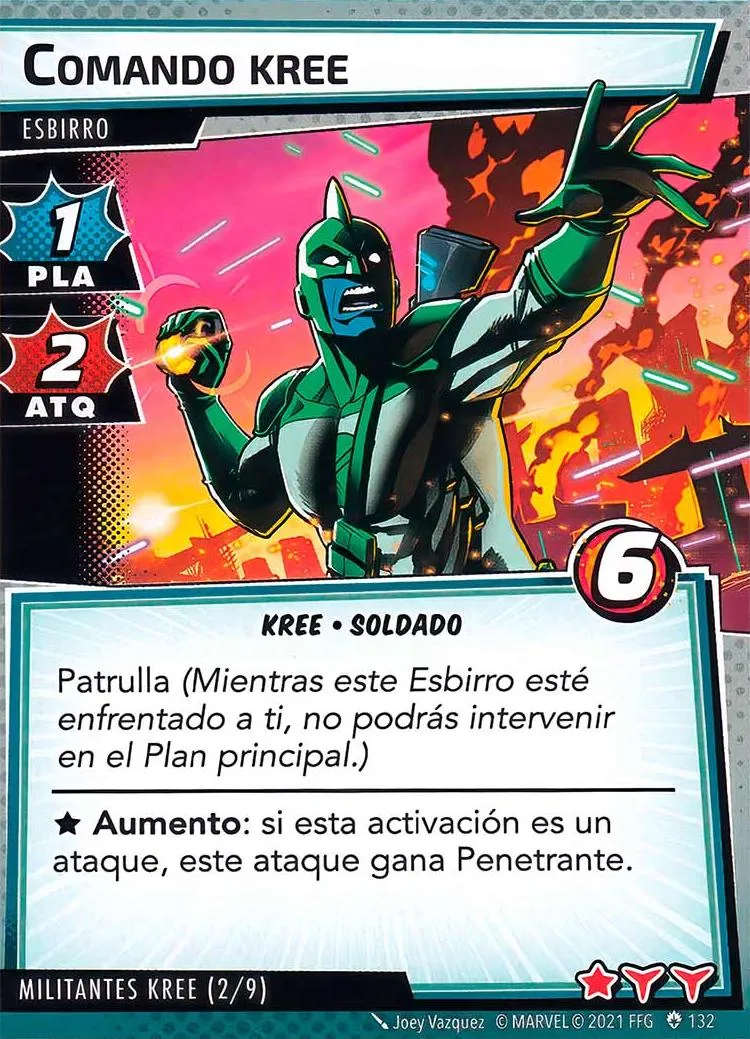 COMANDO KREE
ESBIRRO
1
PLA
2
ATQ
6
KREE • SOLDADO
Patrulla (Mientras este Esbirro esté
enfrentado a ti, no podrás intervenir
en el Plan principal.)
★ Aumento: si esta activación es un
ataque, este ataque gana Penetrante.
MILITANTES KREE (2/9)
Joey Vazquez © MARVEL © 2021 FFG 132